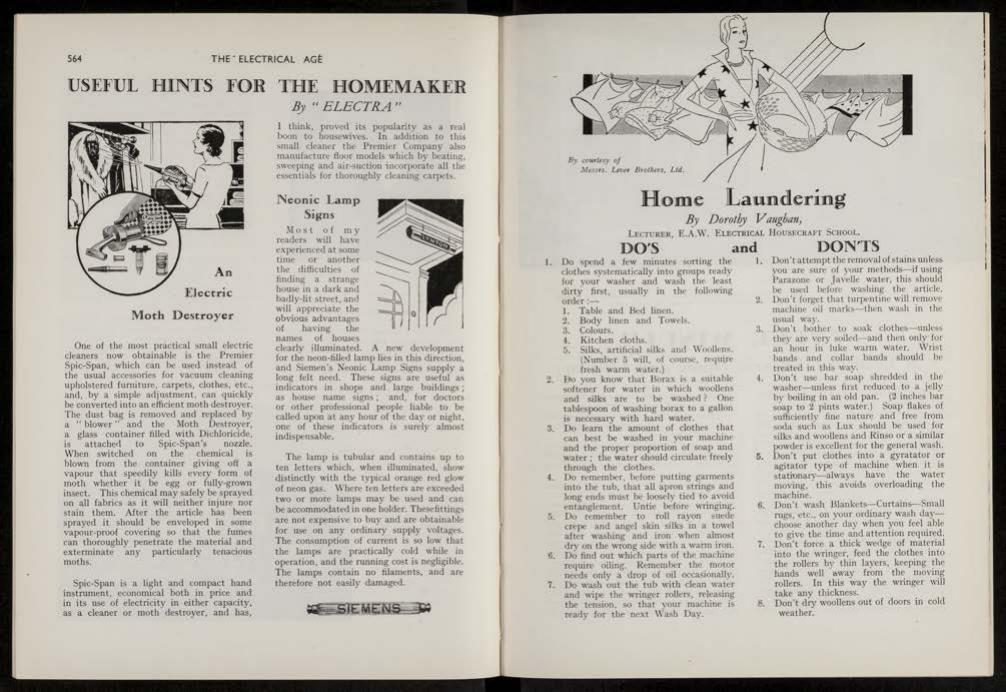 564
THE ELECTRICAL AGE
USEFUL HINTS FOR THE HOMEMAKER
By "ELECTRA"
An
Electric
Moth Destroyer
One of the most practical small electric
cleaners now obtainable is the Premier
Spic-Span, which can be used instead of
the usual accessories for vacuum cleaning
upholstered furniture, carpets, clothes, etc.,
and, by a simple adjustment, can quickly
be converted into an efficient moth destroyer.
The dust bag is removed and replaced by
a "blower" and the Moth Destroyer,
a glass container filled with Dichloricide,
is attached to Spic-Span's nozzle.
When switched on the chemical is
blown from the container giving off a
vapour that speedily kills every form of
moth whether it be egg or fully-grown
insect. This chemical may safely be sprayed
on all fabrics as it will neither injure nor
stain them. After the article has been
sprayed it should be enveloped in some
vapour-proof covering so that the fumes
can thoroughly penetrate the material and
exterminate any particularly tenacious
moths.
Spic-Span is a light and compact hand
instrument, economical both in price and
in its use of electricity in either capacity,
as a cleaner or moth destroyer, and has,
I think, proved its popularity as a real
boon to housewives. In addition to this
small cleaner the Premier Company also
manufacture floor models which by beating,
sweeping and air-suction incorporate all the
essentials for thoroughly cleaning carpets.
Neonic Lamp
Signs
Most of my
readers will have
experienced at some
time or another
the difficulties of
finding a strange
house in a dark and
badly-lit street, and
will appreciate the
obvious advantages
of having the
names of houses
clearly illuminated. A new development
for the neon-filled lamp lies in this direction,
and Siemen's Neonic Lamp Signs supply a
long felt need. These signs are useful as
indicators in shops and large buildings;
as house name signs; and, for doctors
or other professional people liable to be
called upon at any hour of the day or night,
one of these indicators is surely almost
indispensable.
The lamp is tubular and contains up to
ten letters which, when illuminated, show
distinctly with the typical orange red glow
of neon gas. Where ten letters are exceeded
two or more lamps may be used and can
be accommodated in one holder. These fittings
are not expensive to buy and are obtainable
for use on any ordinary supply voltages.
The consumption of current is so low that
the lamps are practically cold while in
operation, and the running cost is negligible.
The lamps contain no filaments, and are
therefore not easily damaged.
SIEMENS
By courtesy of
Messrs. Lever Brothers, Ltd.
Home Laundering
By Dorothy Vaughan,
LECTURER, E.A.W. ELECTRICAL HOUSECRAFT SCHOOL.
DO'S and DON'TS
1. Do spend a few minutes sorting the
clothes systematically into groups ready
for your washer and wash the least
dirty first, usually in the following
order:—
1. Table and Bed linen.
2. Body linen and Towels.
3. Colours.
4. Kitchen cloths.
5. Silks, artificial silks and Woollens.
(Number 5 will, of course, require
fresh warm water.)
2. Do you know that Borax is a suitable
softener for water in which woollens
and silks are to be washed? One
tablespoon of washing borax to a gallon
is necessary with hard water.
3. Do learn the amount of clothes that
can best be washed in your machine
and the proper proportion of soap and
water; the water should circulate freely
through the clothes.
4. Do remember, before putting garments
into the tub, that all apron strings and
long ends must be loosely tied to avoid
entanglement. Untie before wringing.
5. Do remember to roll rayon suede
crepe and angel skin silks in a towel
after washing and iron when almost
dry on the wrong side with a warm iron.
6. Do find out which parts of the machine
require oiling. Remember the motor
needs only a drop of oil occasionally.
7. Do wash out the tub with clean water
and wipe the wringer rollers, releasing
the tension, so that your machine is
ready for the next Wash Day.
1. Don't attempt the removal of stains unless
you are sure of your methods—if using
Parazone or Javelle water, this should
be used before washing the article.
2. Don't forget that turpentine will remove
machine oil marks—then wash in the
usual way.
3. Don't bother to soak clothes—unless
they are very soiled—and then only for
an hour in luke warm water. Wrist
bands and collar bands should be
treated in this way.
4. Don't use bar soap shredded in the
washer—unless first reduced to a jelly
by boiling in an old pan. (2 inches bar
soap to 2 pints water.) Soap flakes of
sufficiently fine nature and free from
soda such as Lux should be used for
silks and woollens and Rinso or a similar
powder is excellent for the general wash.
5. Don't put clothes into a gyratator or
agitator type of machine when it is
stationary—always have the water
moving, this avoids overloading the
machine.
6. Don't wash Blankets—Curtains—Small
rugs, etc., on your ordinary wash day—
choose another day when you feel able
to give the time and attention required.
7. Don't force a thick wedge of material
into the wringer, feed the clothes into
the rollers by thin layers, keeping the
hands well away from the moving
rollers. In this way the wringer will
take any thickness.
8. Don't dry woollens out of doors in cold
weather.